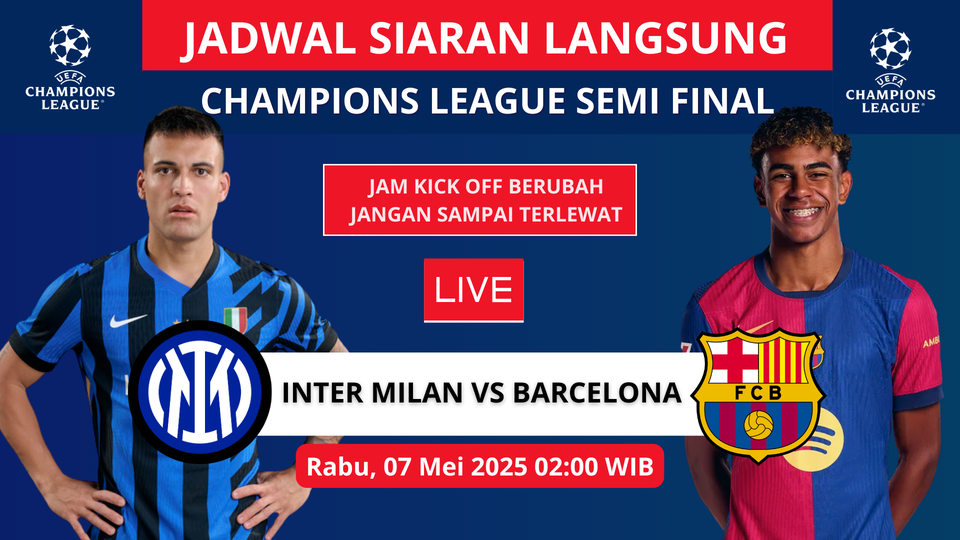 JADWAL SIARAN LANGSUNG
UEFA
CHAMPIONS
LEAGUE
CHAMPIONS LEAGUE SEMI FINAL
UEFA
CHAMPIONS
LEAGUE
JAM KICK OFF BERUBAH
JANGAN SAMPAI TERLEWAT
LIVE
INTER MILAN VS BARCELONA
FCB
Rabu, 07 Mei 2025 02:00 WIB